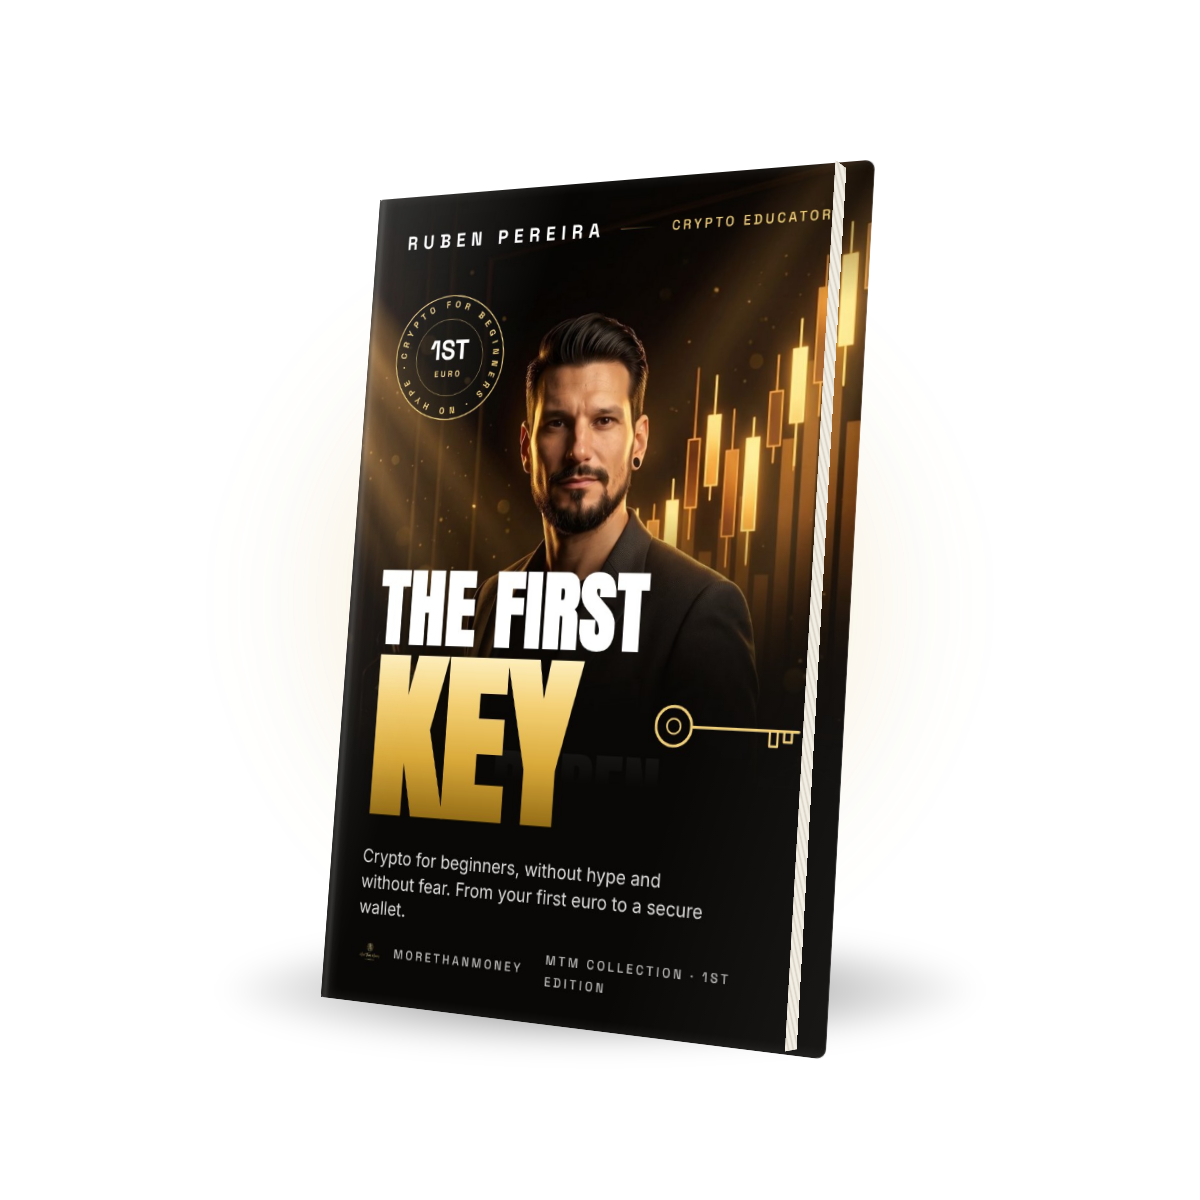 RUBEN PEREIRA
CRYPTO EDUCATOR
CRYPTO FOR BEGINNERS · NO HYPE ·
1ST
EURO
THE FIRST
KEY
Crypto for beginners, without hype and
without fear. From your first euro to a secure
wallet.
MORETHANMONEY
MTM COLLECTION · 1ST
EDITION